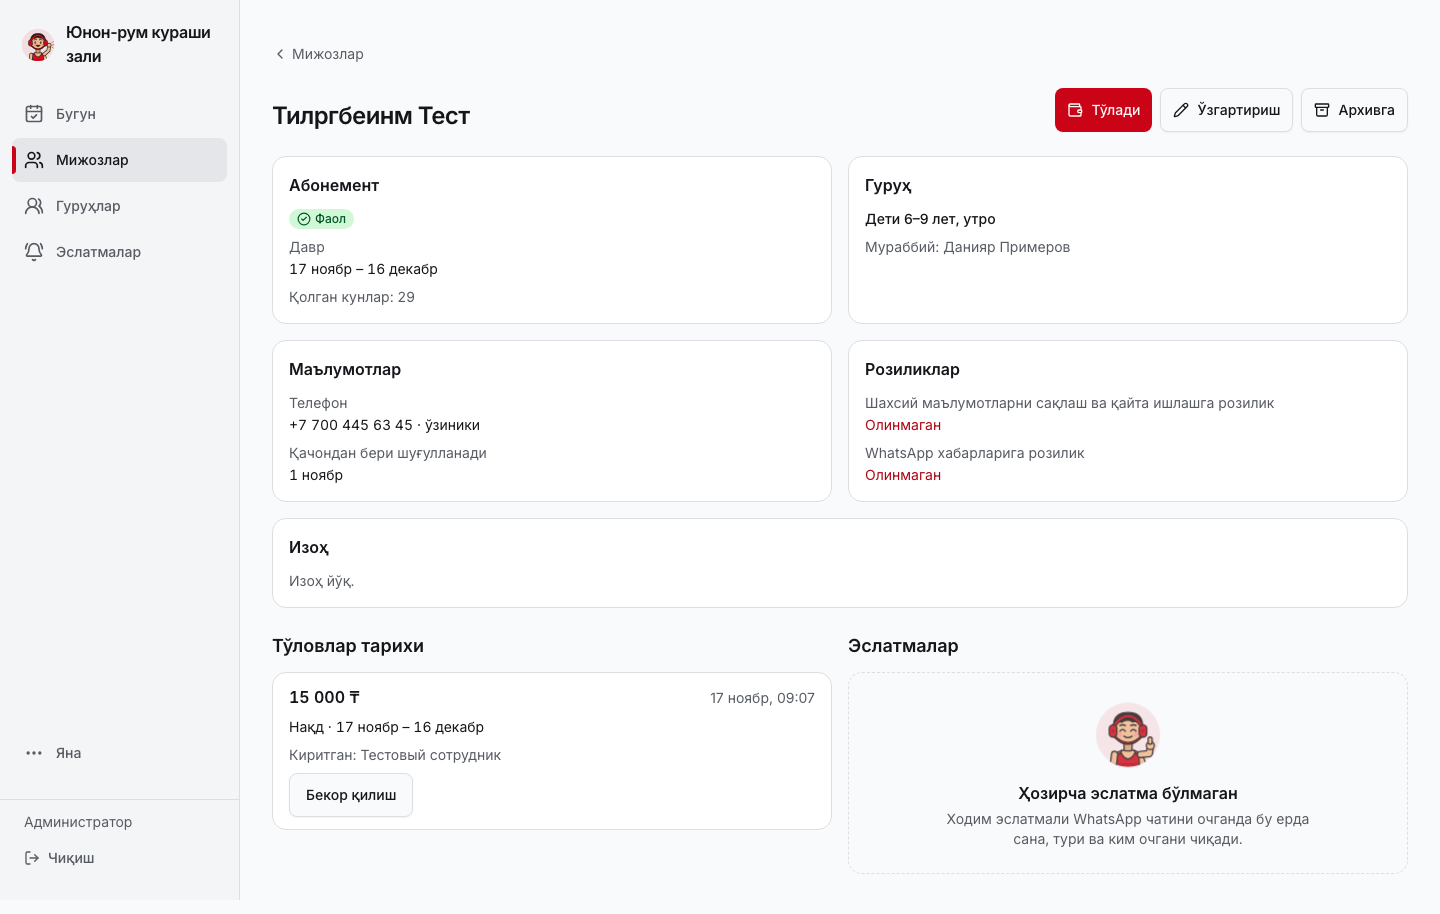 Юнон-рум кураши
зали
Бугун
Мижозлар
Гуруҳлар
Эслатмалар
Яна
Администратор
Чиқиш
Мижозлар
Тилргбеинм Тест
Тўлади
Ўзгартириш
Архивга
Абонемент
Фаол
Давр
17 ноябр – 16 декабр
Қолган кунлар: 29
Гуруҳ
Дети 6–9 лет, утро
Мураббий: Данияр Примеров
Маълумотлар
Телефон
+7 700 445 63 45 · ўзиники
Қачондан бери шуғулланади
1 ноябр
Розиликлар
Шахсий маълумотларни сақлаш ва қайта ишлашга розилик
Олинмаган
WhatsApp хабарларига розилик
Олинмаган
Изоҳ
Изоҳ йўқ.
Тўловлар тарихи
15 000 ₸
17 ноябр, 09:07
Нақд · 17 ноябр – 16 декабр
Киритган: Тестовый сотрудник
Бекор қилиш
Эслатмалар
Ҳозирча эслатма бўлмаган
Ходим эслатмали WhatsApp чатини очганда бу ерда
сана, тури ва ким очгани чиқади.